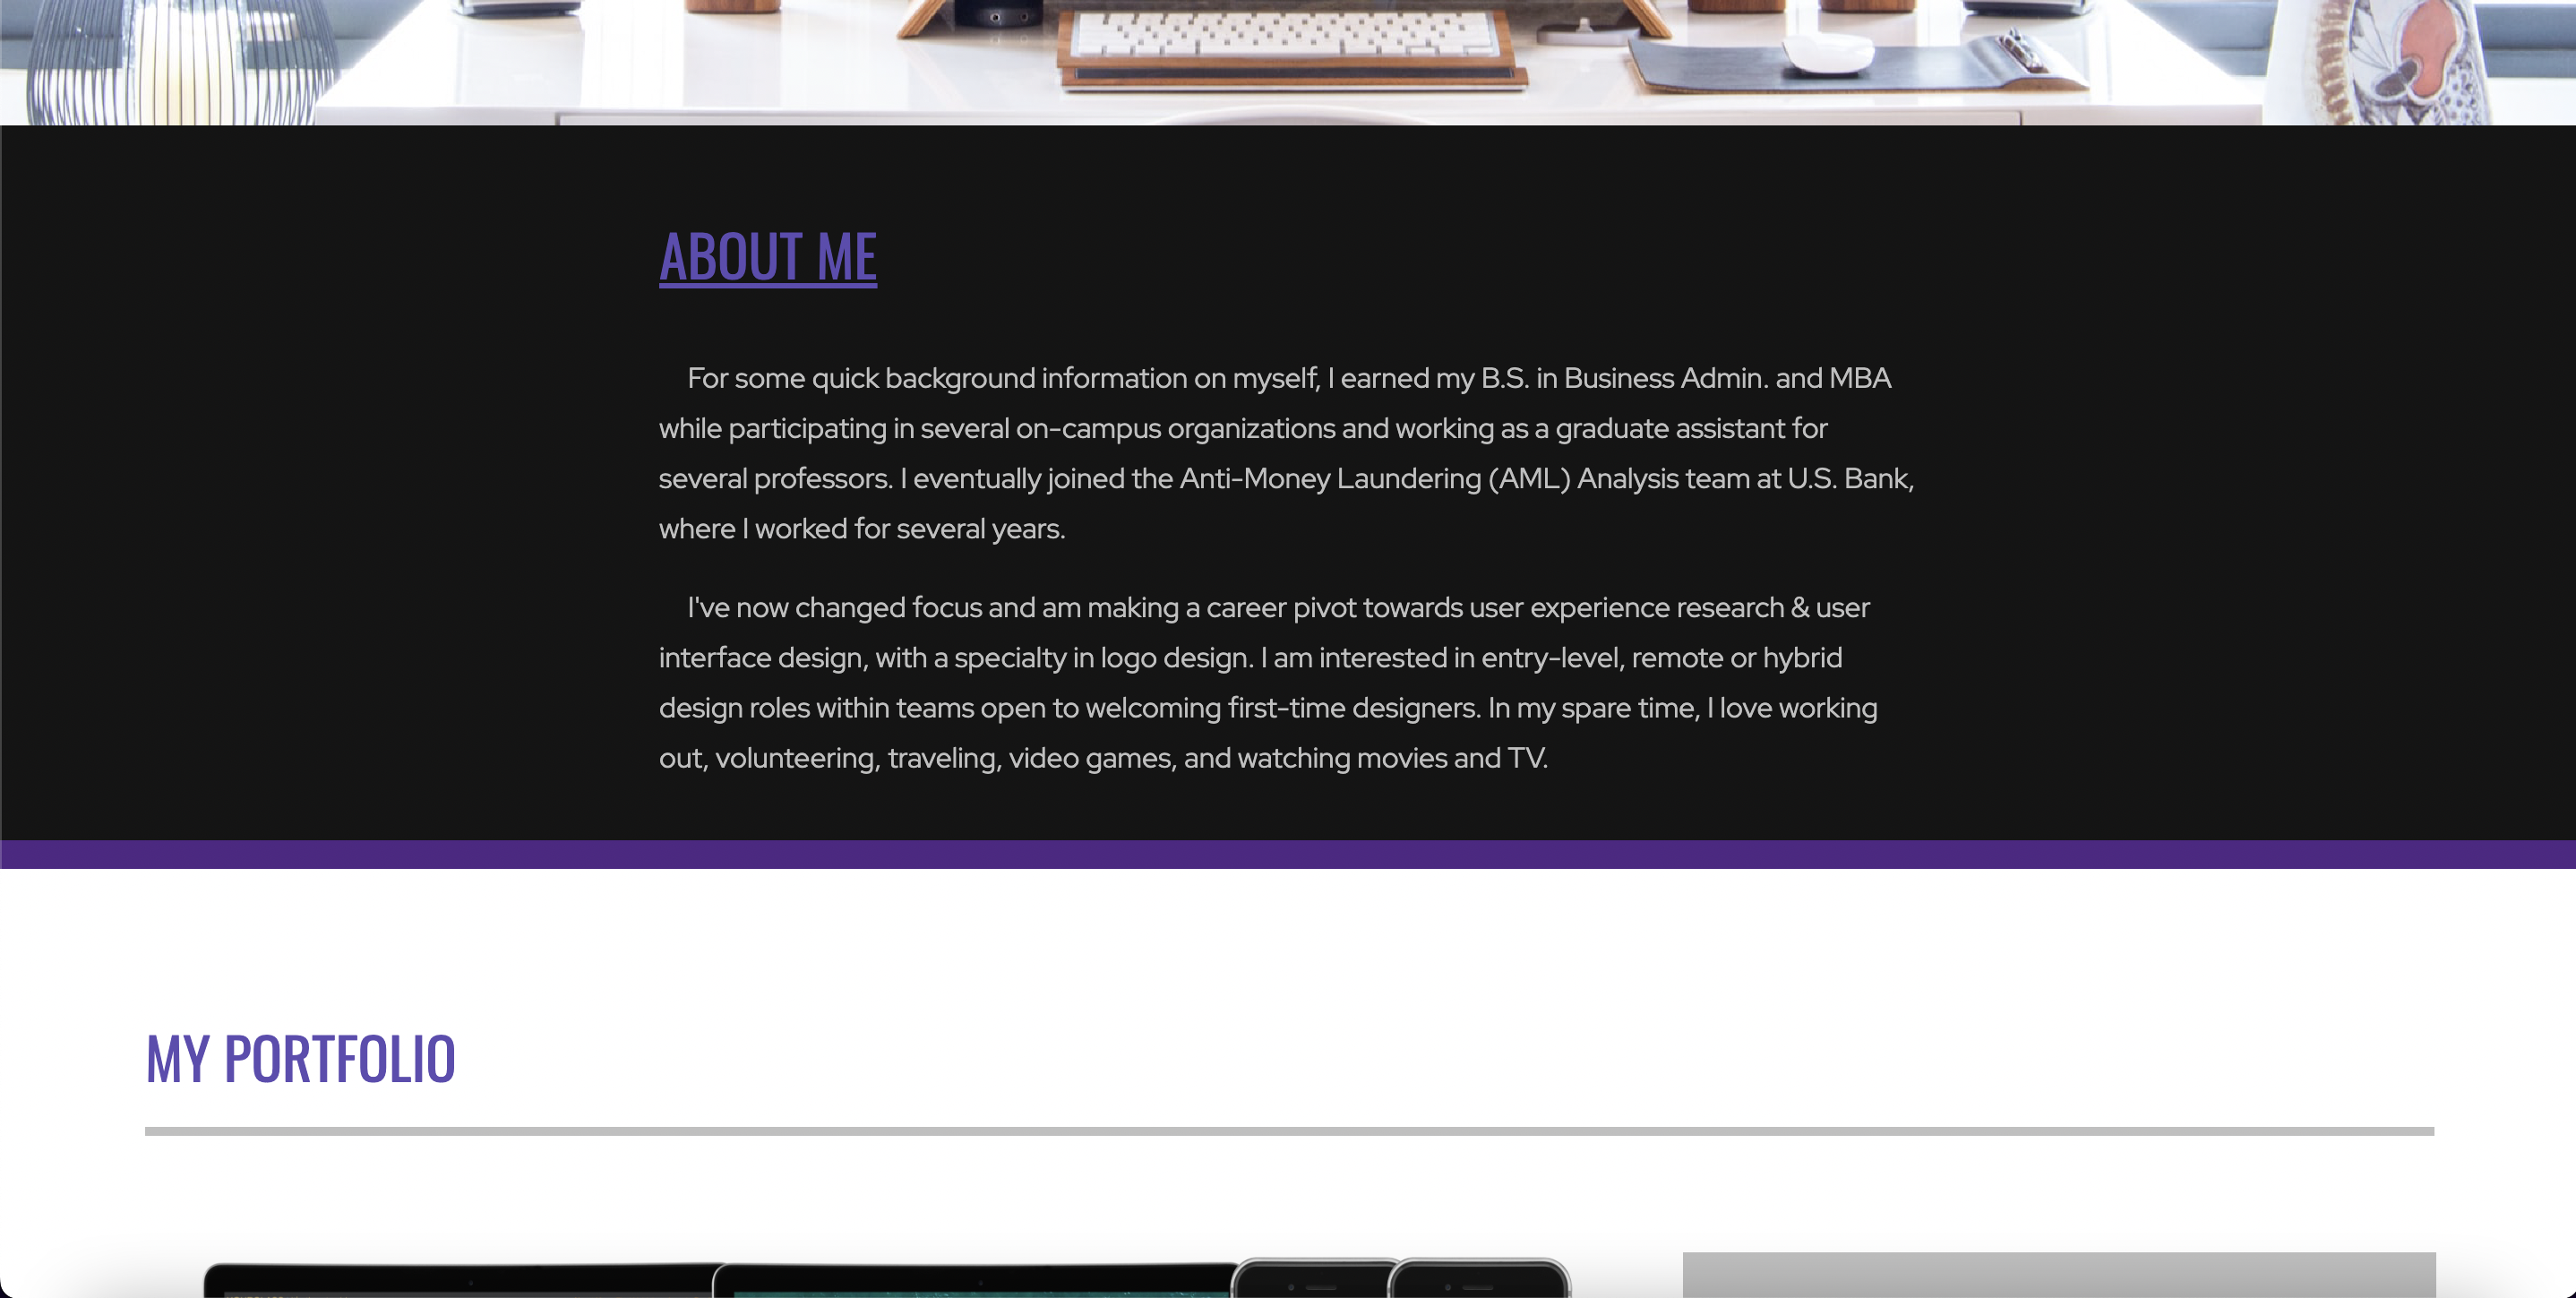 ABOUT ME
For some quick background information on myself, I earned my B.S. in Business Admin. and MBA
while participating in several on-campus organizations and working as a graduate assistant for
several professors. I eventually joined the Anti-Money Laundering (AML) Analysis team at U.S. Bank,
where I worked for several years.
I've now changed focus and am making a career pivot towards user experience research & user
interface design, with a specialty in logo design. I am interested in entry-level, remote or hybrid
design roles within teams open to welcoming first-time designers. In my spare time, I love working
out, volunteering, traveling, video games, and watching movies and TV.
MY PORTFOLIO